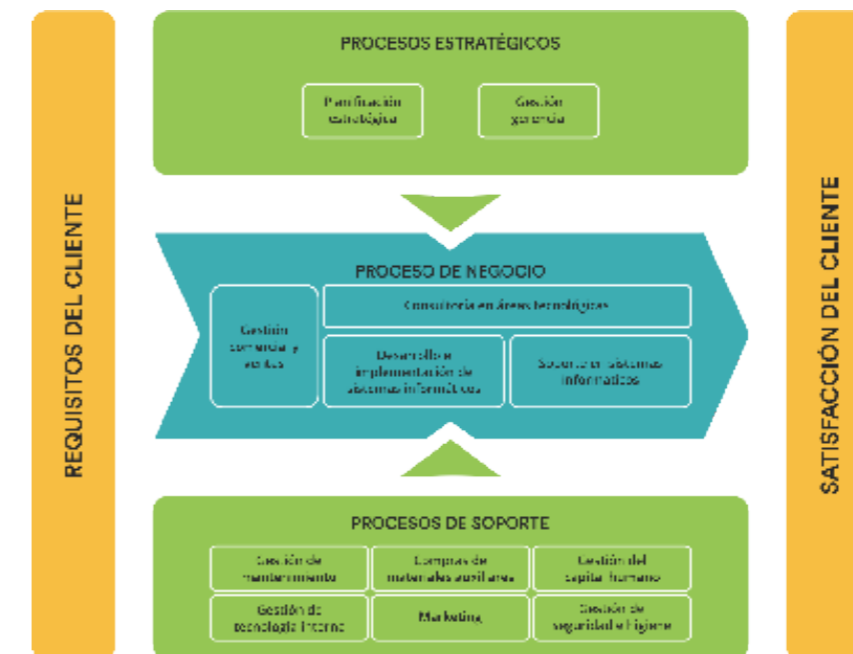 REQUISITOS DEL CLIENTE
PROCESOS ESTRATÉGICOS
Planificación
estratégica
Gestión
gerencia
PROCESO DE NEGOCIO
Gestión
comercial y
ventas
Consultoría en áreas tecnológicas
Desarrollo e
implementación de
sistemas informáticos
Soporte en sistemas
informáticos
PROCESOS DE SOPORTE
Gestión de
mantenimiento
Compras de
materiales auxiliares
Gestión del
capital humano
Gestión de
tecnología interna
Marketing
Gestión de
seguridad e higiene
SATISFACCIÓN DEL CLIENTE